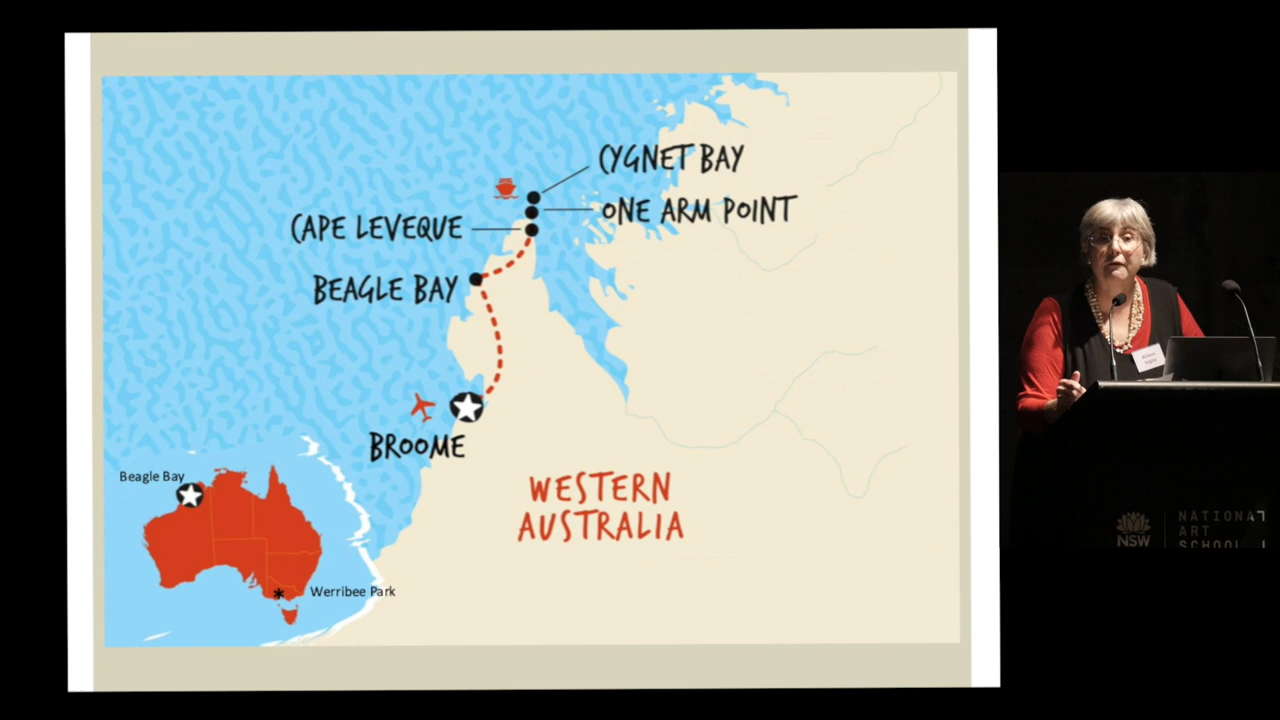 CYGNET BAY
ONE ARM POINT
CAPE LEVEQUE
BEAGLE BAY
BROOME
WESTERN
AUSTRALIA
Beagle Bay
Werribee Park
NSW
NATIONAL
ART
SCHOOL